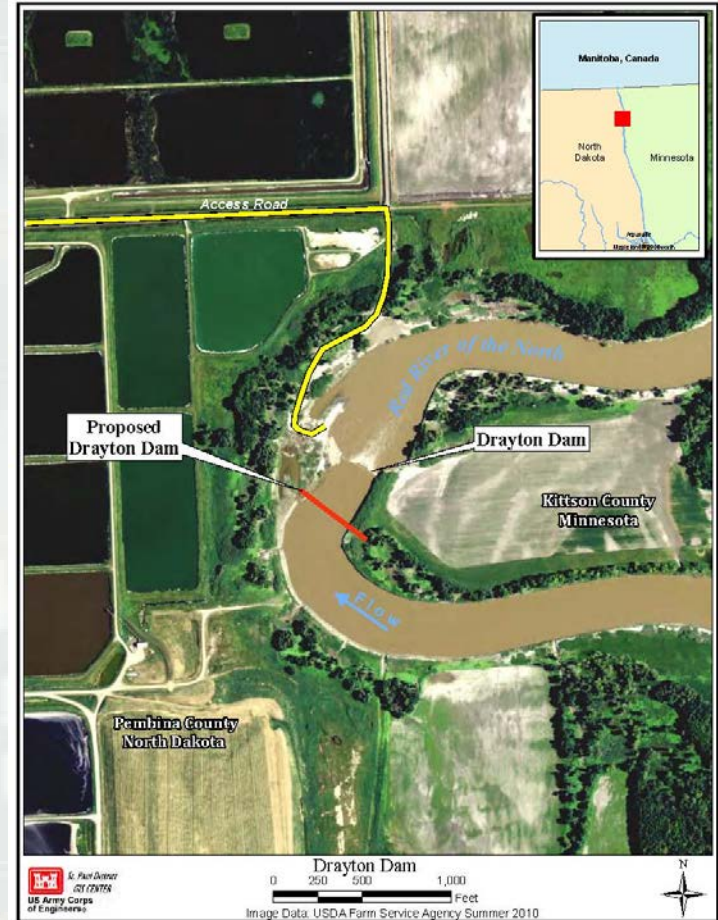 Manitoba, Canada
North
Dakota
Minnesota
Access Road
Red River of the North
Proposed
Drayton Dam
Drayton Dam
Kittson County
Minnesota
Flow
Pembina County
North Dakota
Drayton Dam
0 250 500 1,000
Feet
Image Data: USDA Farm Service Agency Summer 2010
St. Paul District
GIS CENTER
US Army Corps
of Engineers®
N